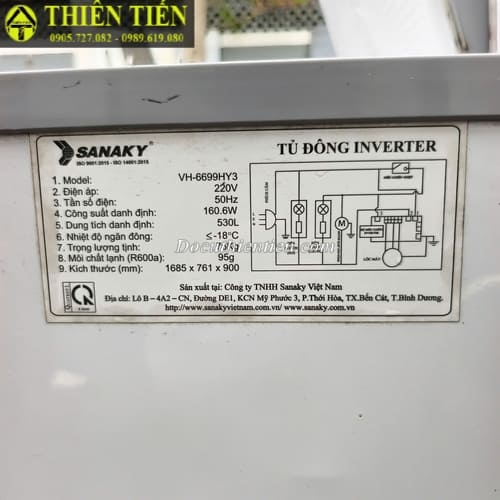 THIÊN TIẾN
0905.727.082 - 0989.619.080
SANAKY
ISO 9001:2015 - ISO 14001:2015
TỦ ĐÔNG INVERTER
1. Model: VH-6699HY3
2. Điện áp: 220V
3. Tần số điện: 50Hz
4. Công suất danh định: 160.6W
5. Dung tích danh định: 530L
6. Nhiệt độ ngăn đông: ≤-18°C
7. Trọng lượng tịnh:
8. Môi chất lạnh (R600a): 95g
9. Kích thước (mm): 1685 x 761 x 900
PHÍCH CẮM
M
LỐC MÁY
Sản xuất tại: Công ty TNHH Sanaky Việt Nam
Địa chỉ: Lô B – 4A2 – CN, Đường DE1, KCN Mỹ Phước 3, P.Thới Hòa, TX.Bến Cát, T.Bình Dương.
http://www.sanakyvietnam.com.vn/ www.sanaky.com.vn